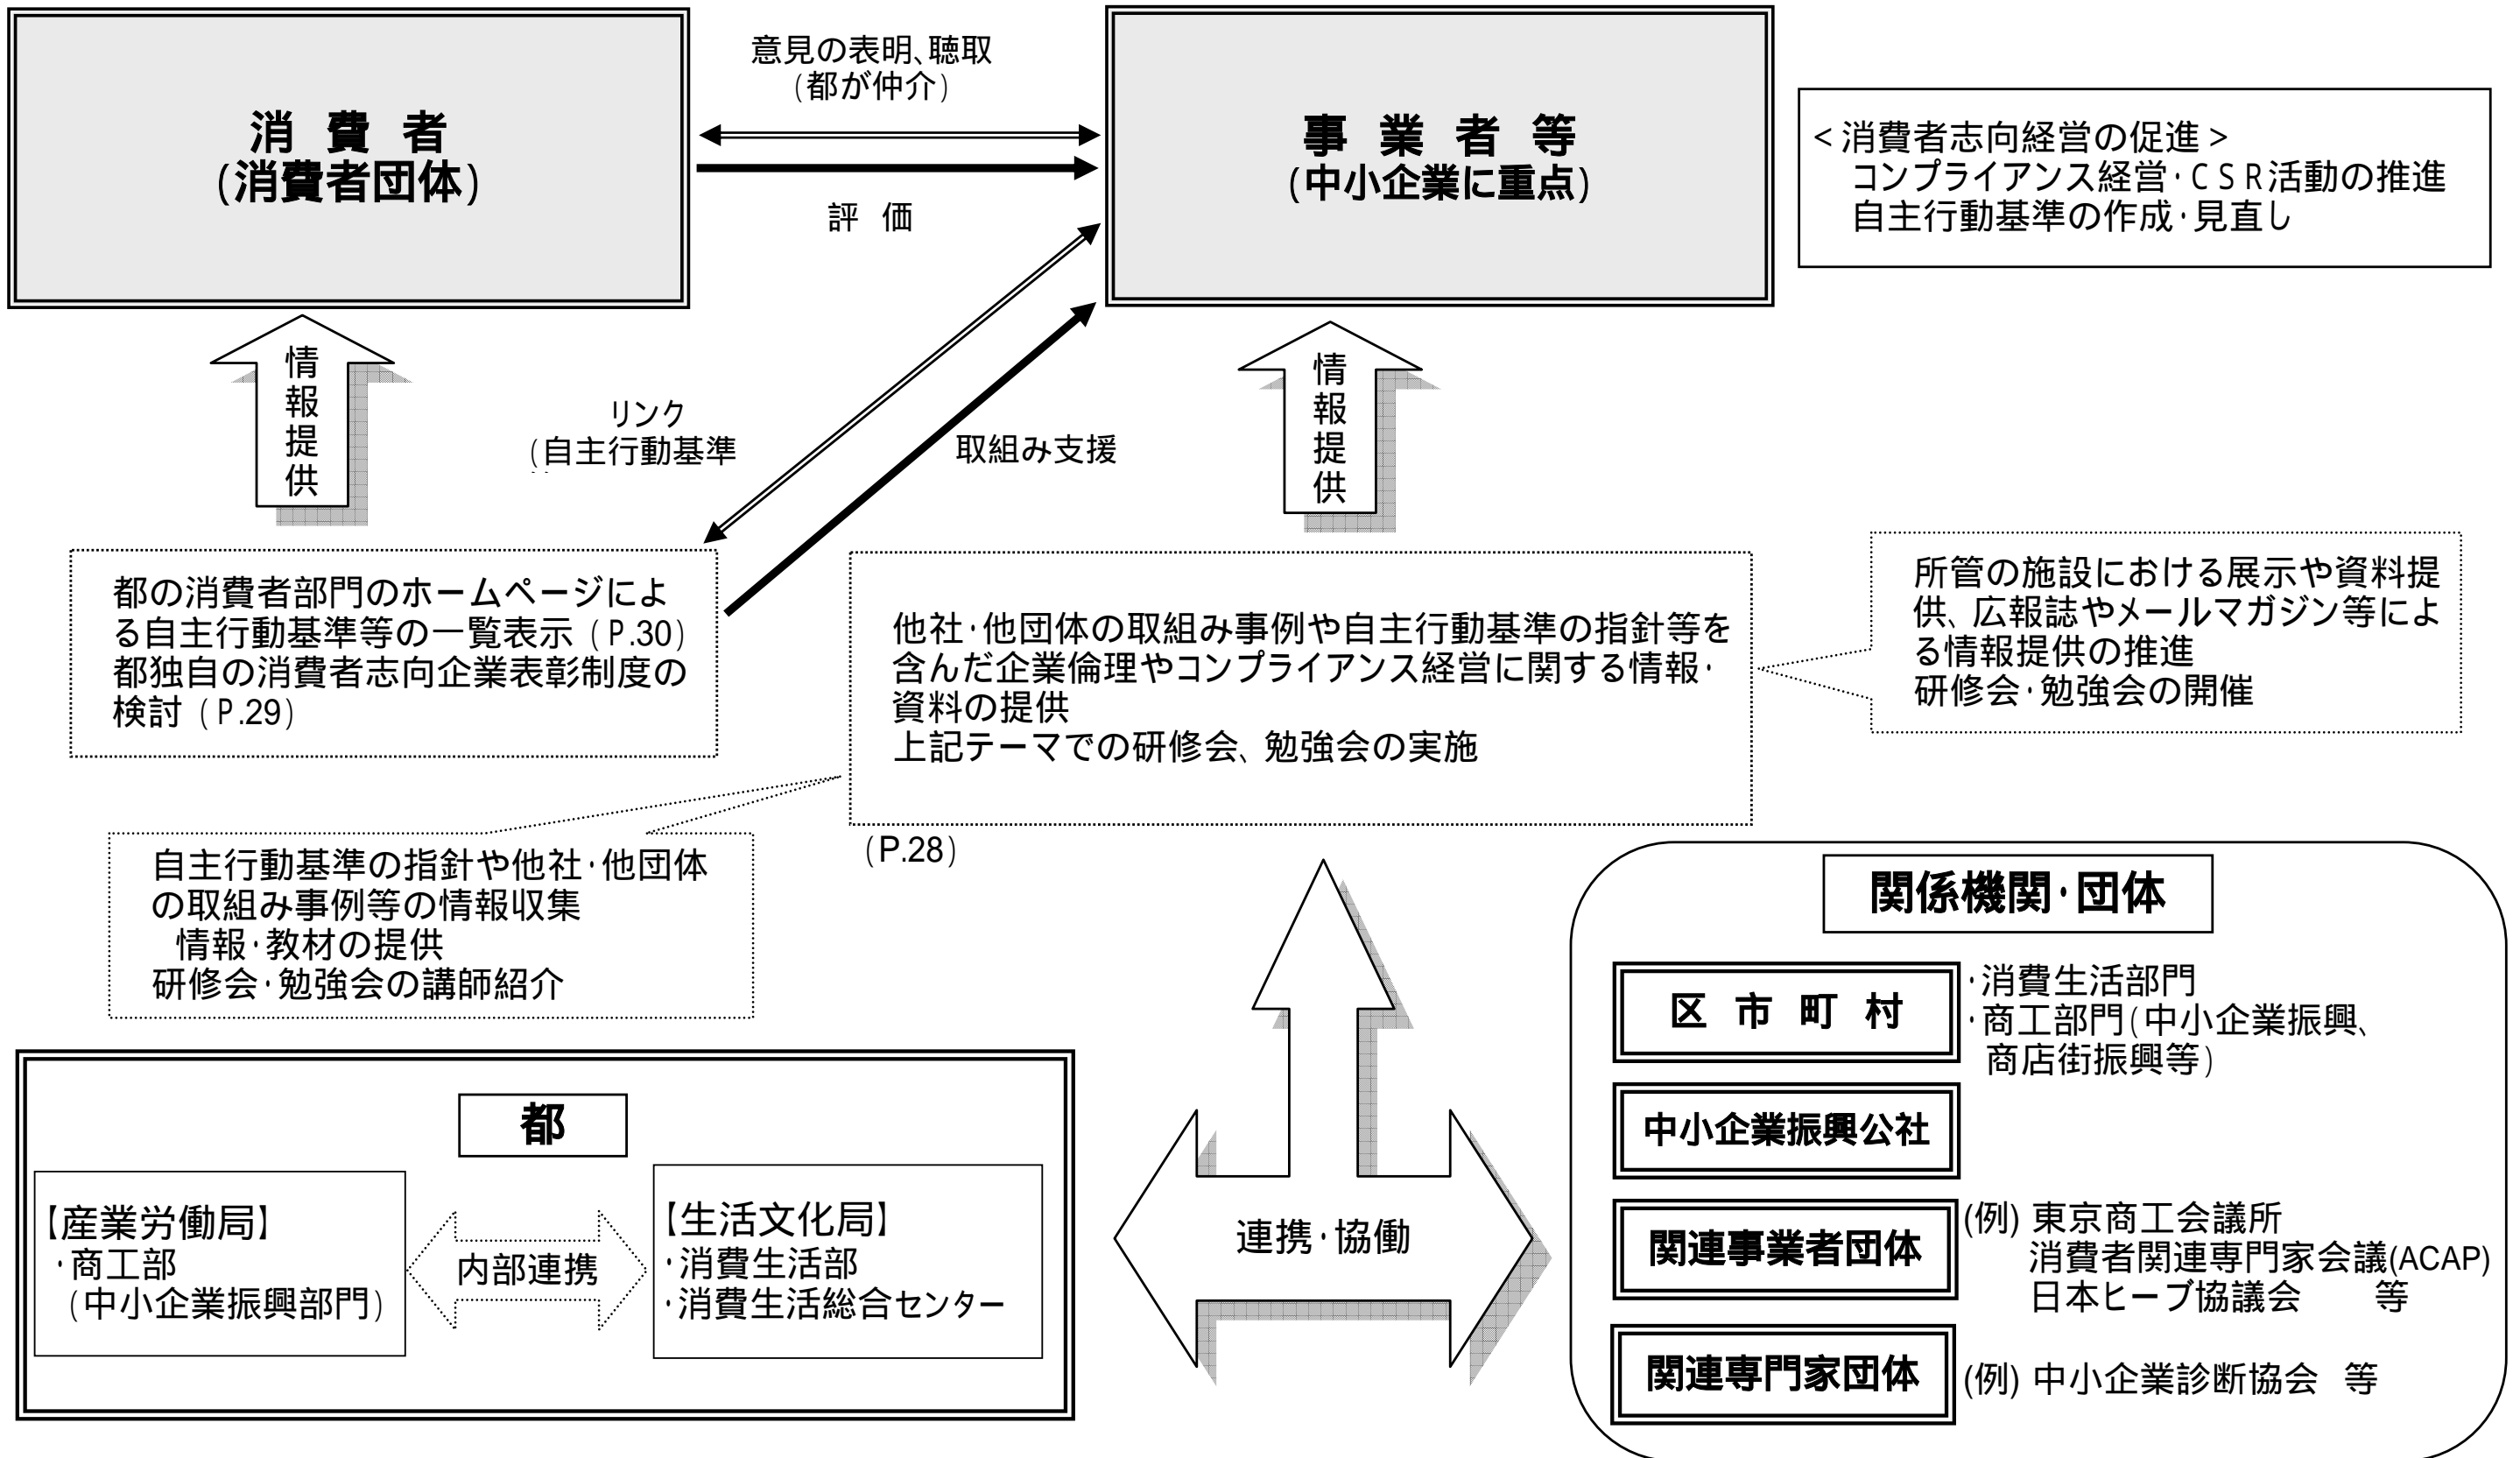 消 費 者
(消費者団体)
意見の表明、聴取
(都が仲介)
評 価
事 業 者 等
(中小企業に重点)
<消費者志向経営の促進>
コンプライアンス経営・CSR活動の推進
自主行動基準の作成・見直し
情報提供
リンク
(自主行動基準
取組み支援
情報提供
都の消費者部門のホームページによ
る自主行動基準等の一覧表示(P.30)
都独自の消費者志向企業表彰制度の
検討(P.29)
他社・他団体の取組み事例や自主行動基準の指針等を
含んだ企業倫理やコンプライアンス経営に関する情報・
資料の提供
上記テーマでの研修会、勉強会の実施
(P.28)
所管の施設における展示や資料提
供、広報誌やメールマガジン等によ
る情報提供の推進
研修会・勉強会の開催
自主行動基準の指針や他社・他団体
の取組み事例等の情報収集
情報・教材の提供
研修会・勉強会の講師紹介
都
【産業労働局】
・商工部
(中小企業振興部門)
内部連携
【生活文化局】
・消費生活部
・消費生活総合センター
連携・協働
関係機関・団体
区 市 町 村
・消費生活部門
・商工部門(中小企業振興、
商店街振興等)
中小企業振興公社
関連事業者団体
(例) 東京商工会議所
消費者関連専門家会議(ACAP)
日本ヒーブ協議会 等
関連専門家団体
(例) 中小企業診断協会 等